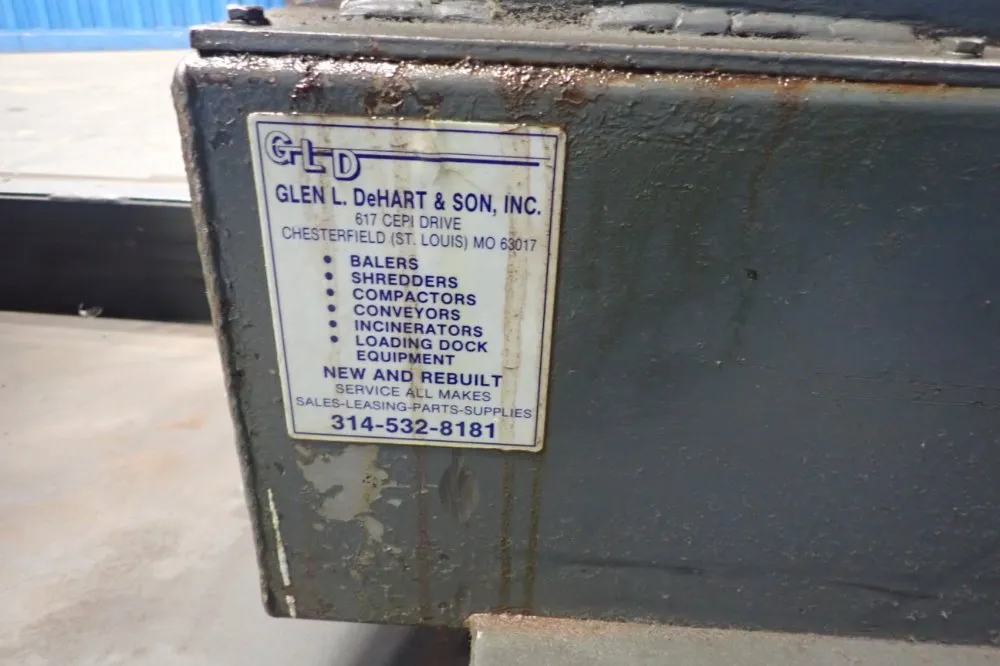 GLD
GLEN L. DeHART & SON, INC.
617 CEPI DRIVE
CHESTERFIELD (ST. LOUIS) MO 63017
• BALERS
• SHREDDERS
• COMPACTORS
• CONVEYORS
• INCINERATORS
• LOADING DOCK
EQUIPMENT
NEW AND REBUILT
SERVICE ALL MAKES
SALES-LEASING-PARTS-SUPPLIES
314-532-8181